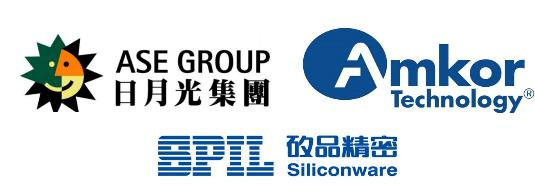 ASE GROUP
日月光集團
Amkor
Technology®
SPIL 矽品精密
Siliconware